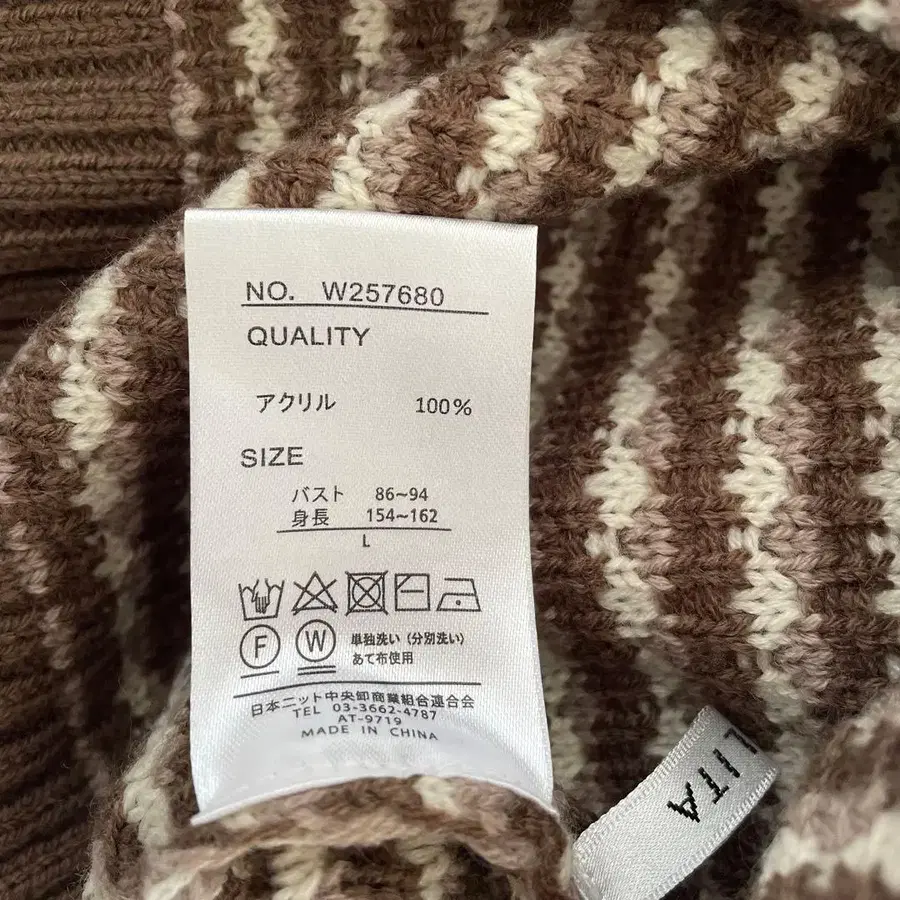 NO. W257680
QUALITY
アクリル 100%
SIZE
バスト 86~94
身長 154~162
L
F W 単独洗い（分別洗い）
あて布使用
日本ニット中央卸商業組合連合会
TEL 03-3662-4787
AT-9719
MADE IN CHINA
LITA